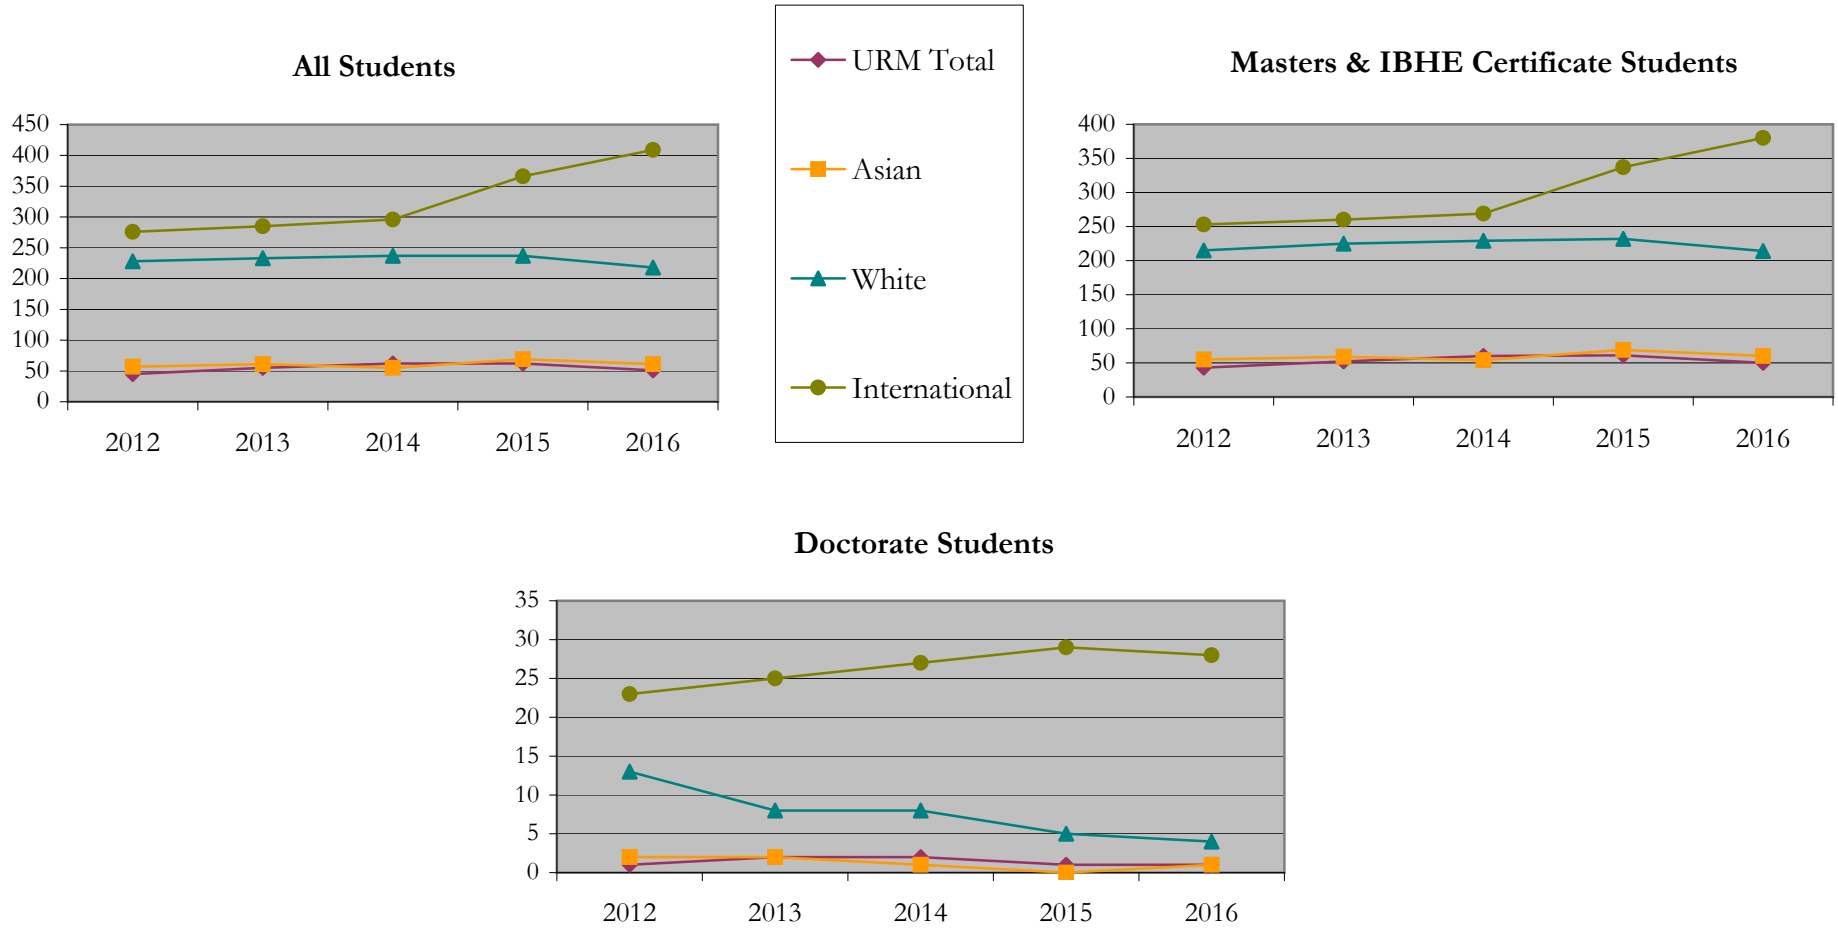 All Students
450
400
350
300
250
200
150
100
50
0
2012 2013 2014 2015 2016
URM Total
Asian
White
International
Masters & IBHE Certificate Students
400
350
300
250
200
150
100
50
0
2012 2013 2014 2015 2016
Doctorate Students
35
30
25
20
15
10
5
0
2012 2013 2014 2015 2016